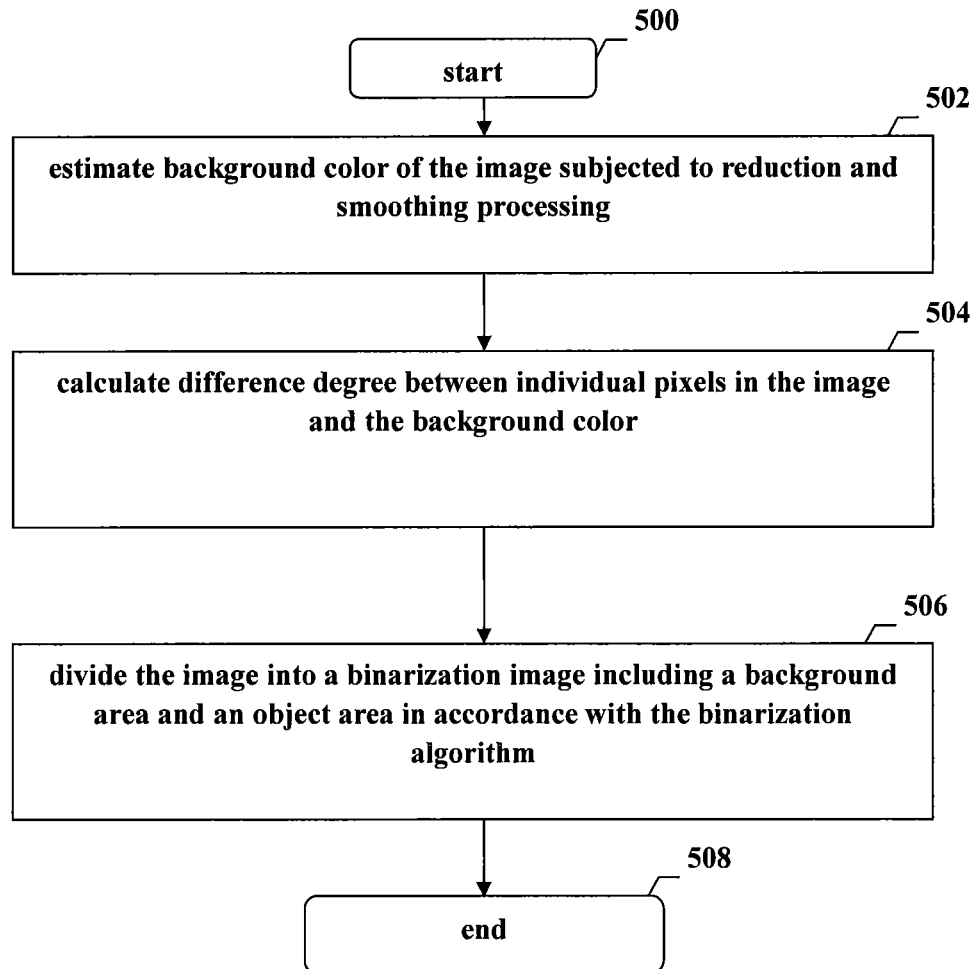 500
start
502
estimate background color of the image subjected to reduction and
smoothing processing
504
calculate difference degree between individual pixels in the image
and the background color
506
divide the image into a binarization image including a background
area and an object area in accordance with the binarization
algorithm
508
end